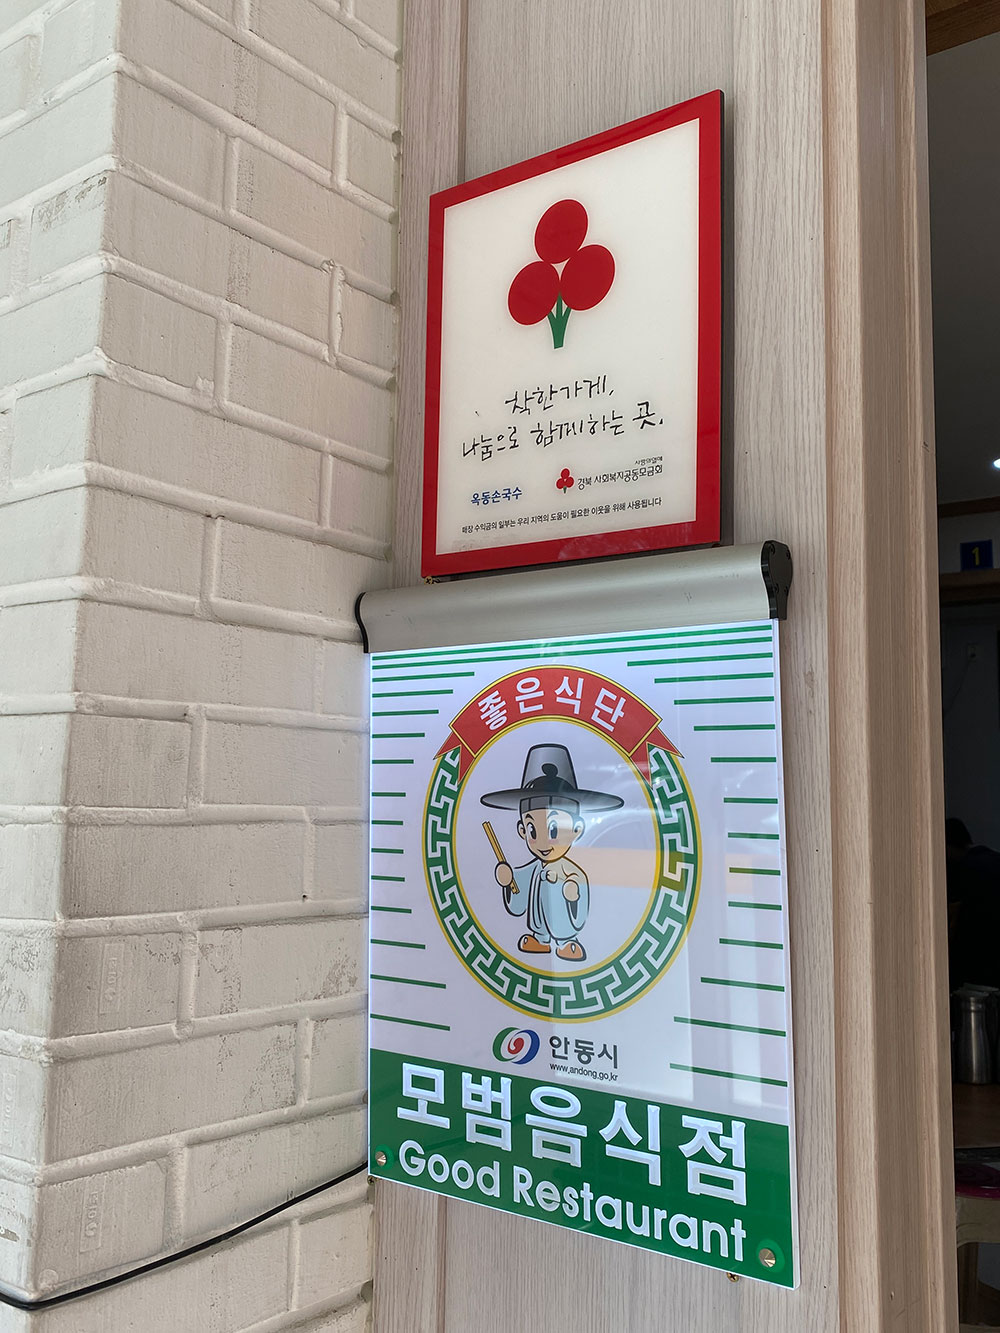 착한가게,
나눔으로 함께하는 곳.
옥동손국수
사랑의열매
경북 사회복지공동모금회
매장 수익금의 일부는 우리 지역의 도움이 필요한 이웃을 위해 사용됩니다
1
좋은식단
안동시
www.andong.go.kr
모범음식점
Good Restaurant